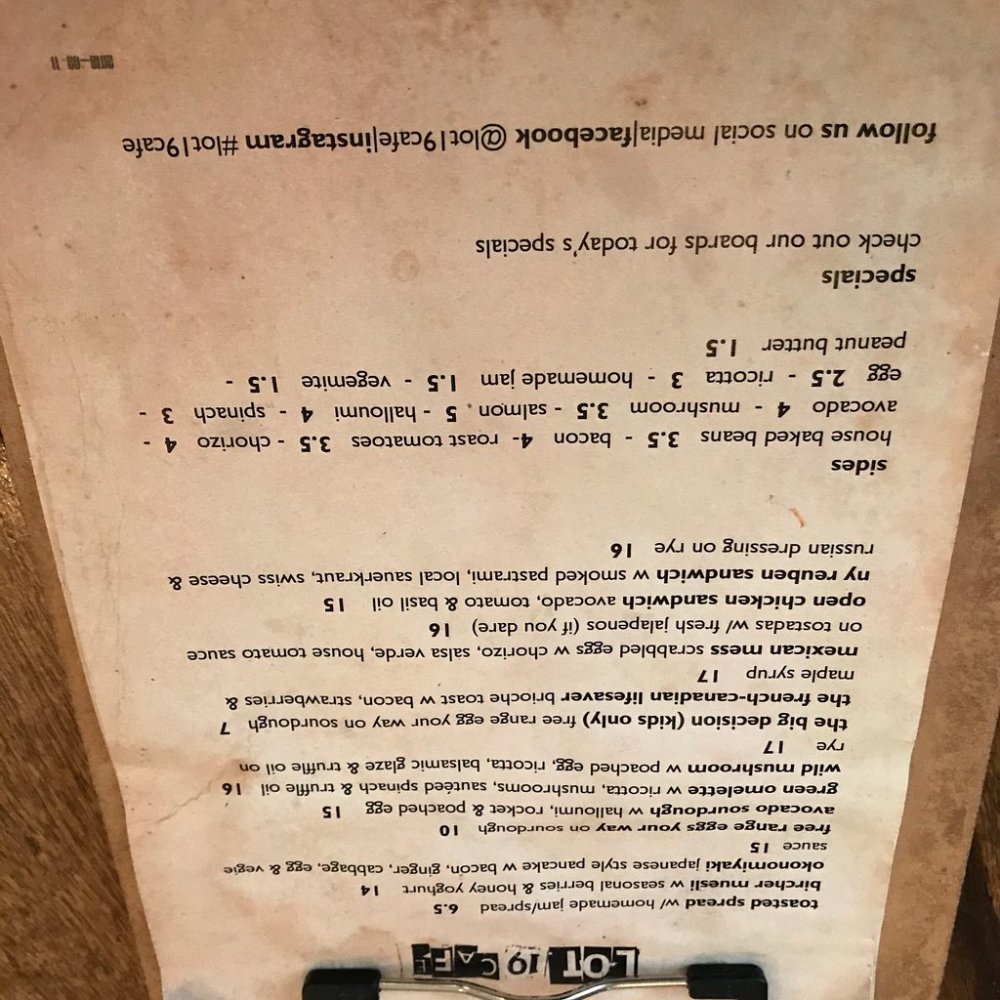 LOT 19 CAFE
toasted spread w/ homemade jam/spread 6.5
bircher muesli w seasonal berries & honey yoghurt 14
okonomiyaki japanese style pancake w bacon, ginger, cabbage, egg & vegie
sauce 15
free range eggs your way on sourdough 10
avocado sourdough w halloumi, rocket & poached egg 15
green omelette w ricotta, mushrooms, sautéed spinach & truffle oil 16
wild mushroom w poached egg, ricotta, balsamic glaze & truffle oil on
rye 17
the big decision (kids only) free range egg your way on sourdough 7
the french-canadian lifesaver brioche toast w bacon, strawberries &
maple syrup 17
mexican mess scrabbled eggs w chorizo, salsa verde, house tomato sauce
on tostadas w/ fresh jalapenos (if you dare) 16
open chicken sandwich avocado, tomato & basil oil 15
ny reuben sandwich w smoked pastrami, local sauerkraut, swiss cheese &
russian dressing on rye 16
sides
house baked beans 3.5 - bacon 4- roast tomatoes 3.5 - chorizo 4 -
avocado 4 - mushroom 3.5 - salmon . 5 - halloumi 4 - spinach 3 -
egg 2.5 - ricotta 3 - homemade jam 1.5 - vegemite 1.5 -
peanut butter 1.5
specials
check out our boards for today's specials
follow us on social media|facebook @lot19cafe|instagram #lot19cafe